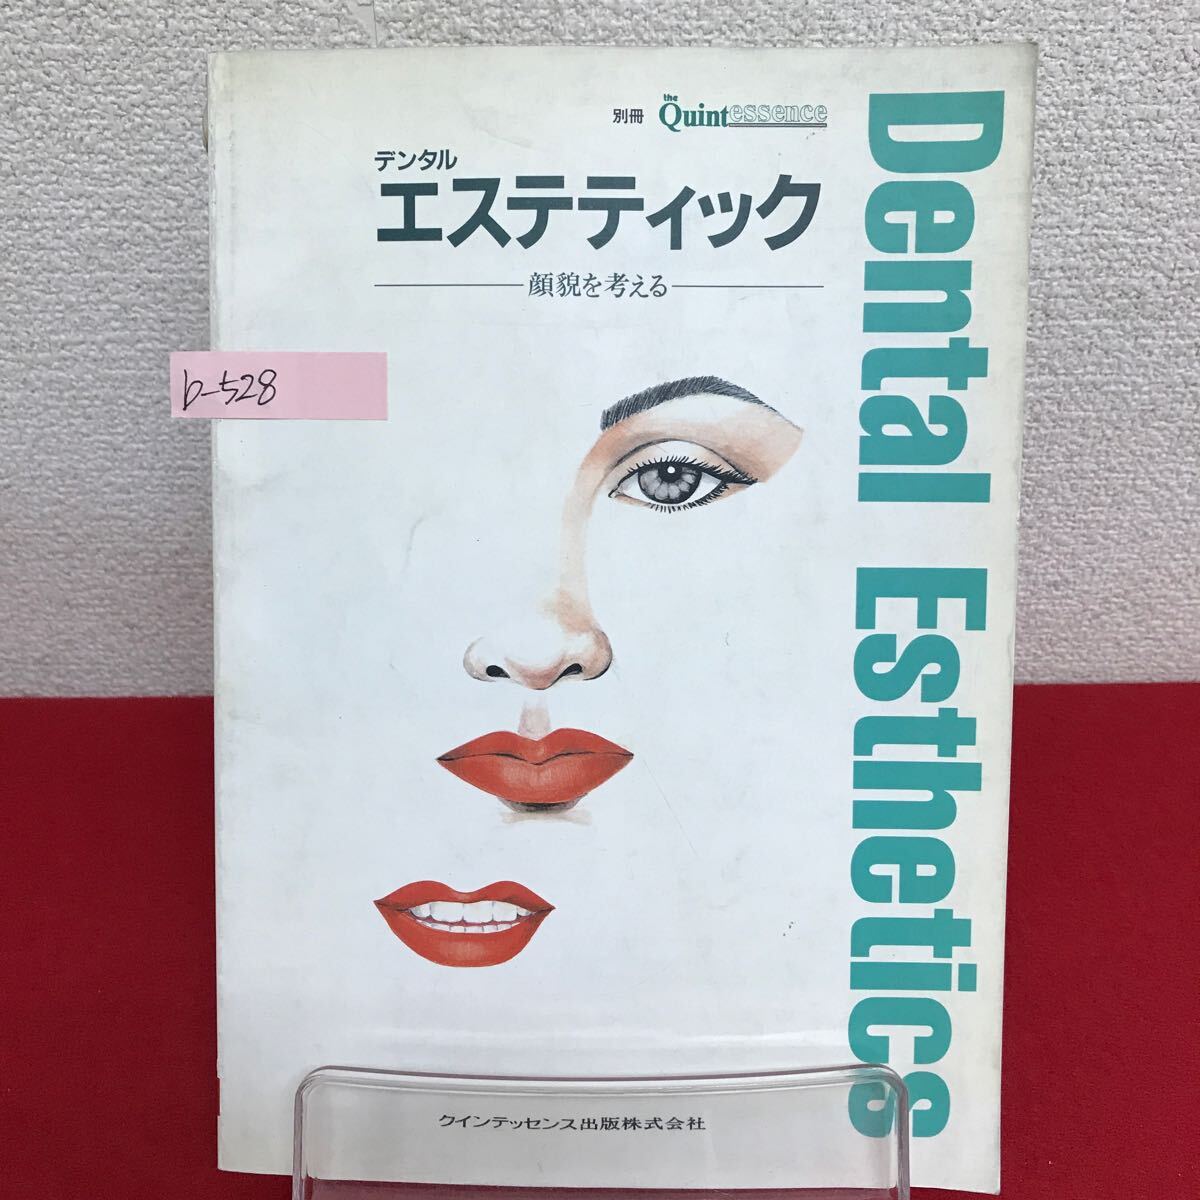 別冊 the Quintessence
デンタル
エステティック
顔貌を考える
Dental Esthetics
b-528
クインテッセンス出版株式会社